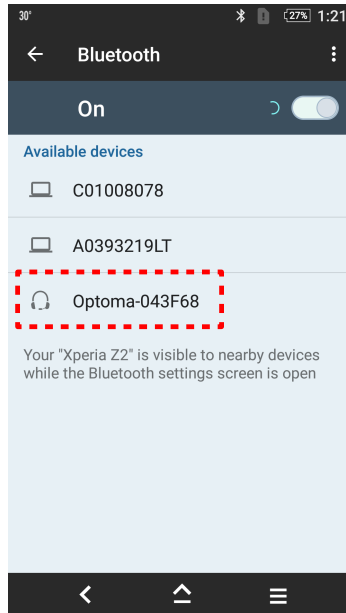 30°
27% 1:21
Bluetooth
On
Available devices
C01008078
A0393219LT
Optoma-043F68
Your "Xperia Z2" is visible to nearby devices
while the Bluetooth settings screen is open